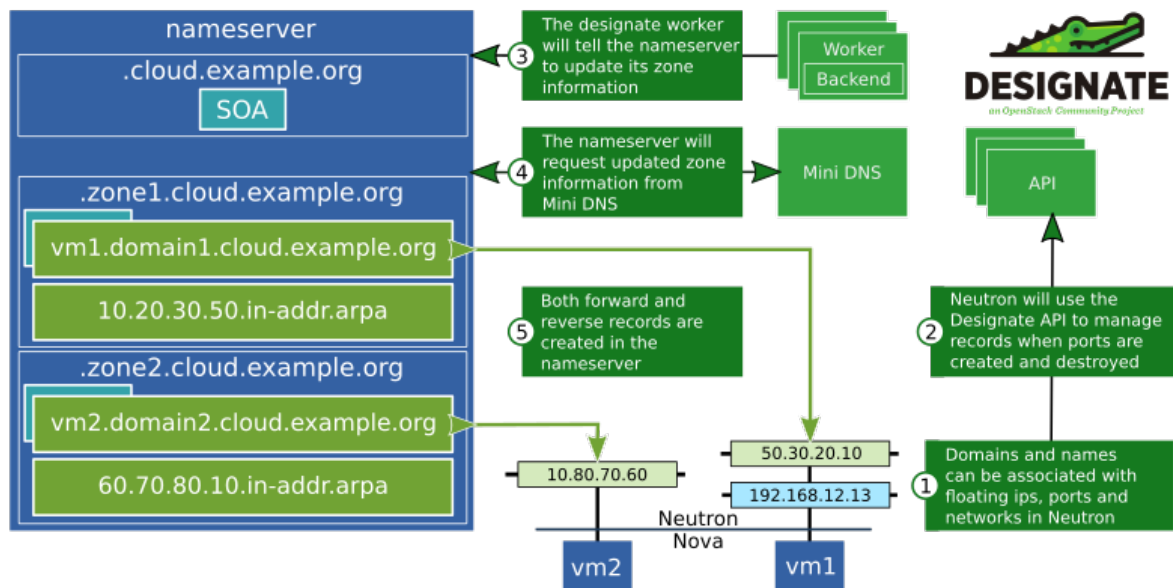 nameserver
.cloud.example.org
SOA
.zone1.cloud.example.org
vm1.domain1.cloud.example.org
10.20.30.50.in-addr.arpa
.zone2.cloud.example.org
vm2.domain2.cloud.example.org
60.70.80.10.in-addr.arpa
3
The designate worker
will tell the nameserver
to update its zone
information
Worker
Backend
4
The nameserver will
request updated zone
information from
Mini DNS
Mini DNS
5
Both forward and
reverse records are
created in the
nameserver
DESIGNATE
an OpenStack Community Project
API
2
Neutron will use the
Designate API to manage
records when ports are
created and destroyed
1
Domains and names
can be associated with
floating ips, ports and
networks in Neutron
10.80.70.60
50.30.20.10
192.168.12.13
Neutron
Nova
vm2
vm1